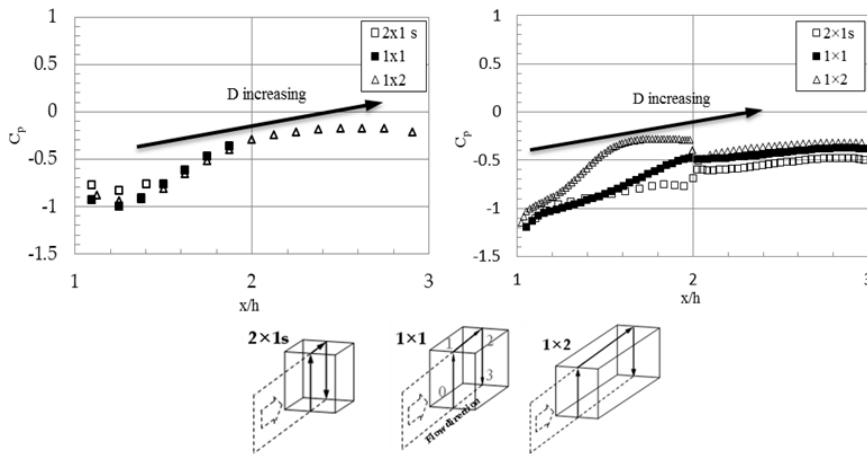 1
0.5
0
-0.5
-1
-1.5
C_p
2x1 s
1x1
1x2
D increasing
1 2 3
x/h
1
0.5
0
-0.5
-1
-1.5
C_p
2×1s
1×1
1×2
D increasing
1 2 3
x/h
2×1s
1×1
1×2
1
2
0
3
Flow direction